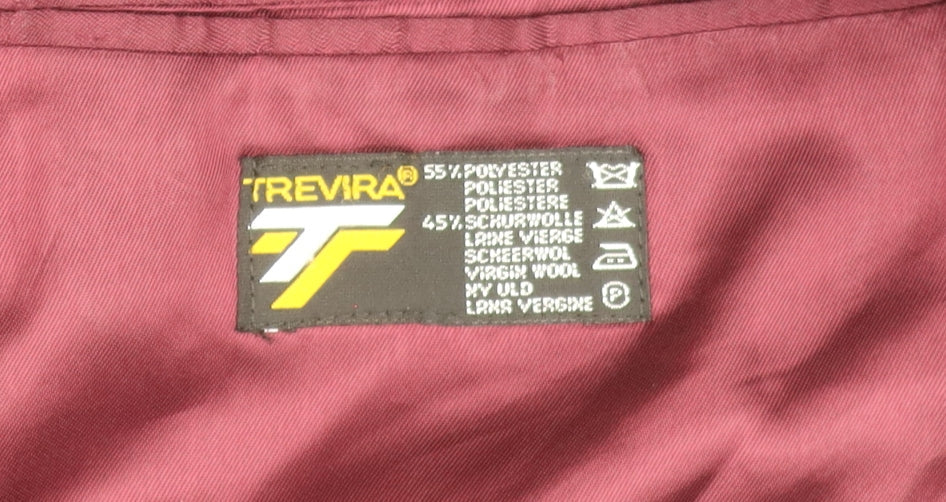 TREVIRA®
55% POLYESTER
POLIESTER
POLIESTERE
45% SCHURWOLLE
LAINE VIERGE
SCHEERWOL
VIRGIN WOOL
NY ULD
LANA VERGINE
P